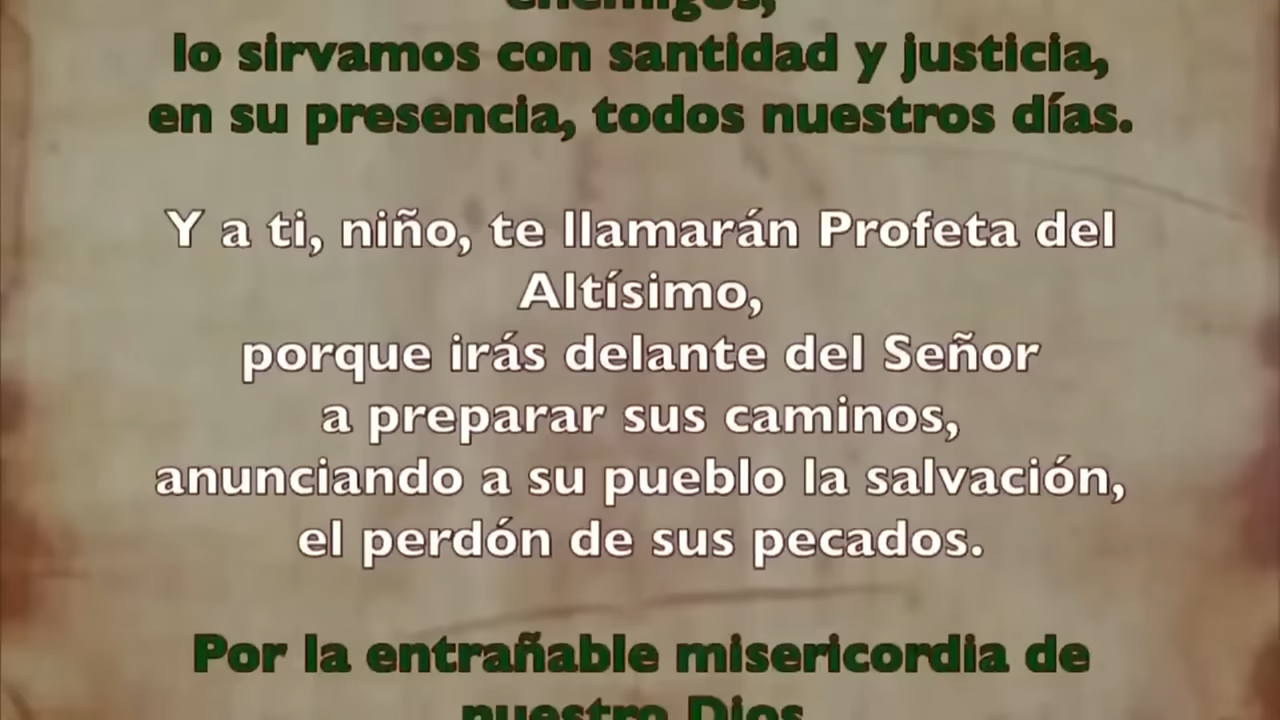 enemigos,
lo sirvamos con santidad y justicia,
en su presencia, todos nuestros días.
Y a ti, niño, te llamarán Profeta del
Altísimo,
porque irás delante del Señor
a preparar sus caminos,
anunciando a su pueblo la salvación,
el perdón de sus pecados.
Por la entrañable misericordia de
nuestro Dios